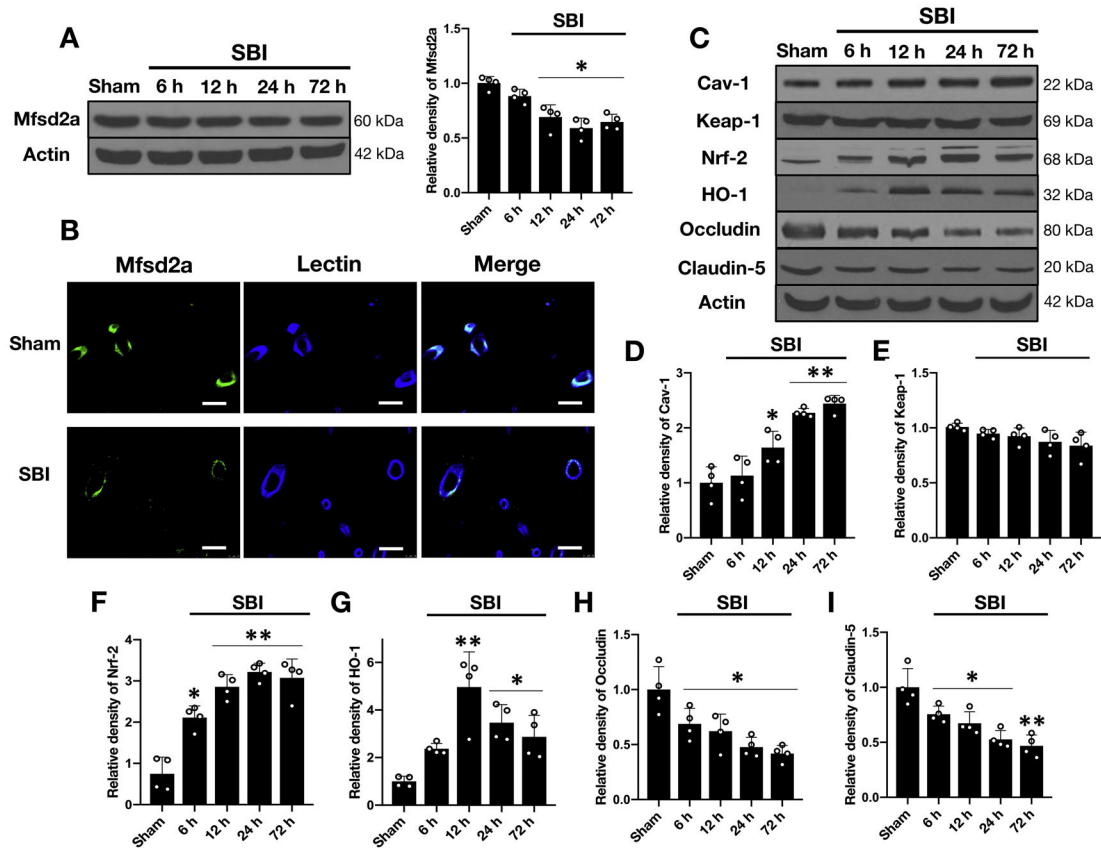 A
SBI
Sham 6 h 12 h 24 h 72 h
Mfsd2a 60 kDa
Actin 42 kDa
SBI
Relative density of Mfsd2a
1.5
1.0
0.5
0.0
*
Sham 6 h 12 h 24 h 72 h
B
Mfsd2a Lectin Merge
Sham
SBI
C
SBI
Sham 6 h 12 h 24 h 72 h
Cav-1 22 kDa
Keap-1 69 kDa
Nrf-2 68 kDa
HO-1 32 kDa
Occludin 80 kDa
Claudin-5 20 kDa
Actin 42 kDa
D
SBI
Relative density of Cav-1
3
2
1
0
* **
Sham 6 h 12 h 24 h 72 h
E
SBI
Relative density of Keap-1
1.5
1.0
0.5
0.0
Sham 6 h 12 h 24 h 72 h
F
SBI
Relative density of Nrf-2
4
3
2
1
0
* **
Sham 6 h 12 h 24 h 72 h
G
SBI
Relative density of HO-1
6
4
2
0
** *
Sham 6 h 12 h 24 h 72 h
H
SBI
Relative density of Occludin
1.5
1.0
0.5
0.0
*
Sham 6 h 12 h 24 h 72 h
I
SBI
Relative density of Claudin-5
1.5
1.0
0.5
0.0
* **
Sham 6 h 12 h 24 h 72 h